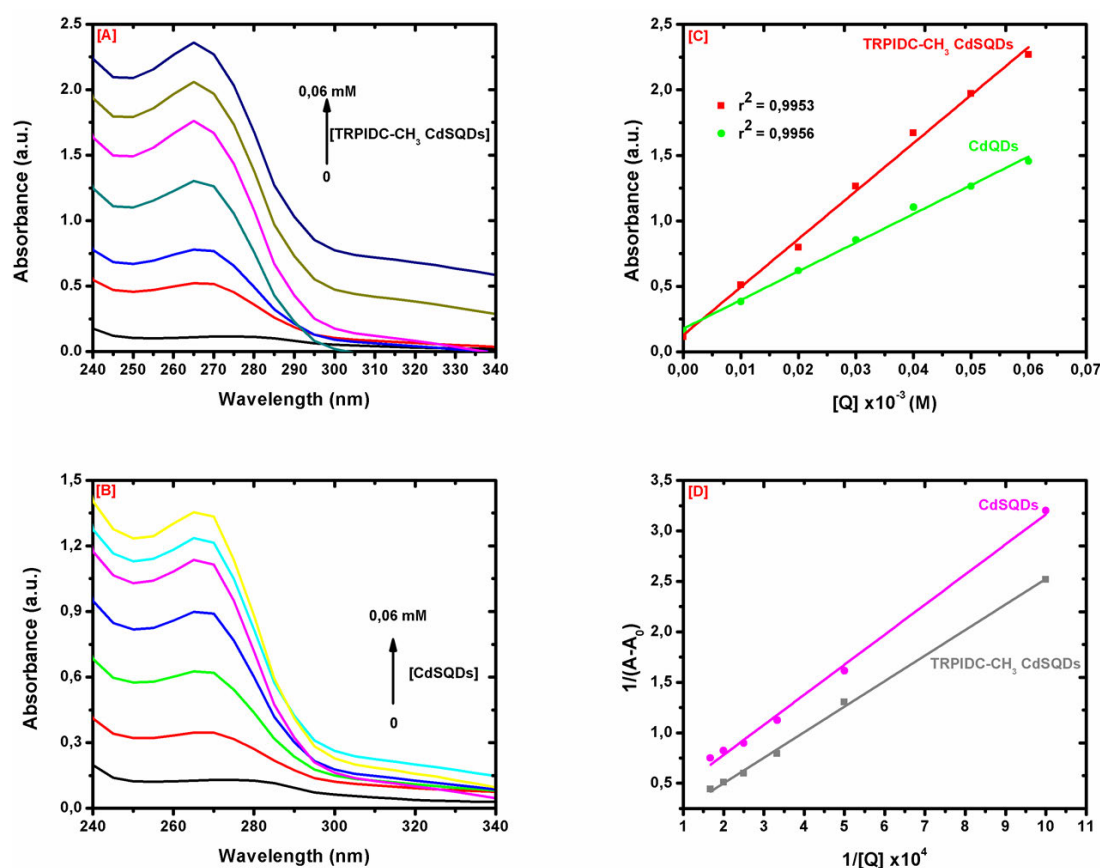 [A]
2.5
2.0
1.5
1.0
0.5
0.0
Absorbance (a.u.)
0,06 mM
[TRPIDC-CH₃ CdSQDs]
0
240 250 260 270 280 290 300 310 320 330 340
Wavelength (nm)
[C]
2,5
2,0
1,5
1,0
0,5
0,0
Absorbance (a.u.)
TRPIDC-CH₃ CdSQDs
r² = 0,9953
r² = 0,9956
CdQDs
0,00 0,01 0,02 0,03 0,04 0,05 0,06 0,07
[Q] x10⁻³ (M)
[B]
1,5
1,2
0,9
0,6
0,3
0,0
Absorbance (a.u.)
0,06 mM
[CdSQDs]
0
240 250 260 270 280 290 300 310 320 330 340
Wavelength (nm)
[D]
3,5
3,0
2,5
2,0
1,5
1,0
0,5
1/(A-A₀)
CdSQDs
TRPIDC-CH₃ CdSQDs
1 2 3 4 5 6 7 8 9 10 11
1/[Q] x10⁴